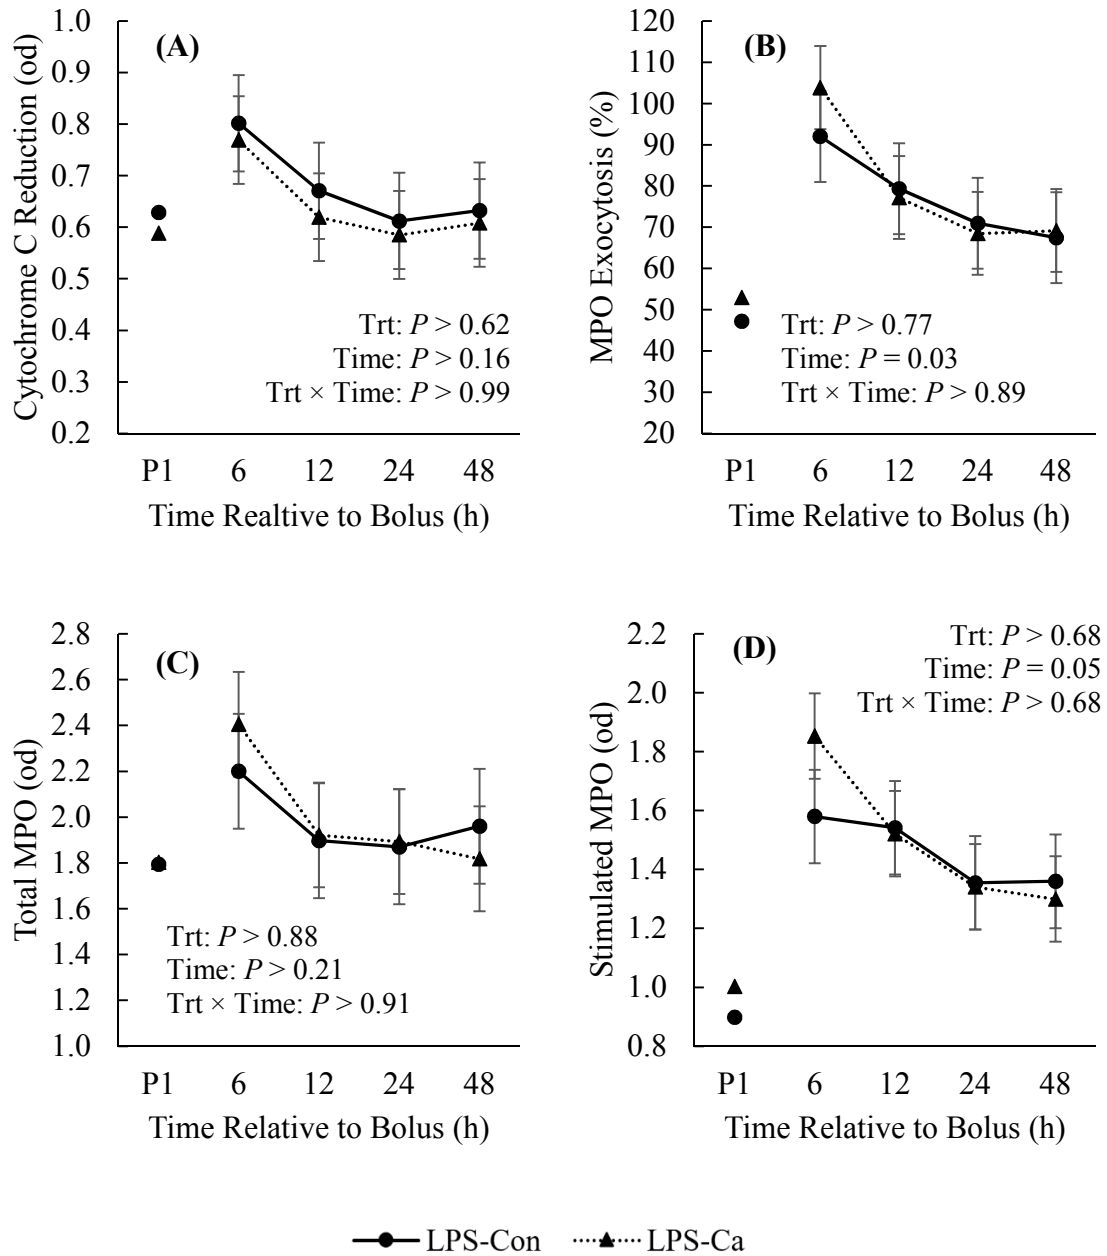 (A)
Cytochrome C Reduction (od)
1.0
0.9
0.8
0.7
0.6
0.5
0.4
0.3
0.2
Trt: P > 0.62
Time: P > 0.16
Trt × Time: P > 0.99
P1 6 12 24 48
Time Realtive to Bolus (h)
(B)
MPO Exocytosis (%)
120
110
100
90
80
70
60
50
40
30
20
Trt: P > 0.77
Time: P = 0.03
Trt × Time: P > 0.89
P1 6 12 24 48
Time Relative to Bolus (h)
(C)
Total MPO (od)
2.8
2.6
2.4
2.2
2.0
1.8
1.6
1.4
1.2
1.0
Trt: P > 0.88
Time: P > 0.21
Trt × Time: P > 0.91
P1 6 12 24 48
Time Relative to Bolus (h)
(D)
Stimulated MPO (od)
2.2
2.0
1.8
1.6
1.4
1.2
1.0
0.8
Trt: P > 0.68
Time: P = 0.05
Trt × Time: P > 0.68
P1 6 12 24 48
Time Relative to Bolus (h)
LPS-Con LPS-Ca